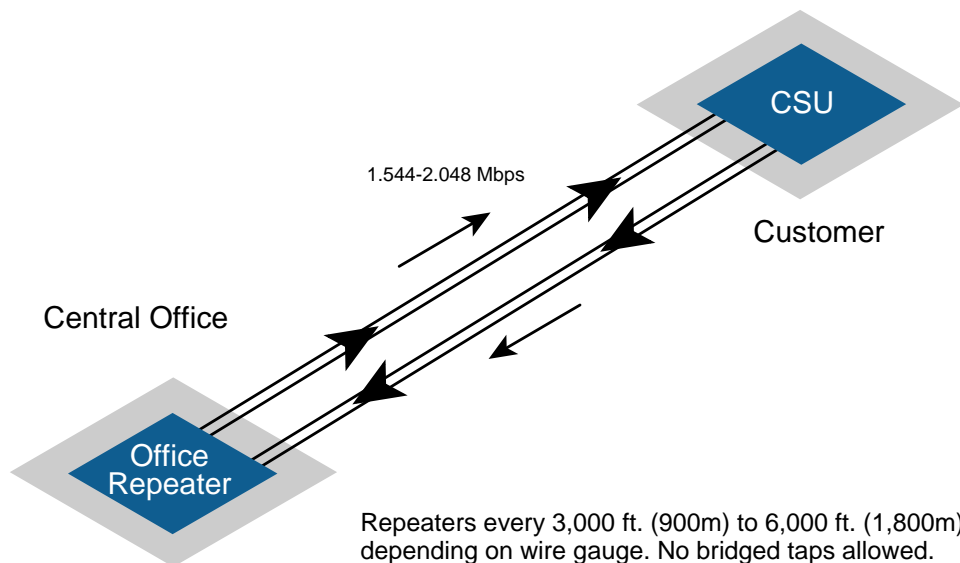 CSU
1.544-2.048 Mbps
Customer
Central Office
Office
Repeater
Repeaters every 3,000 ft. (900m) to 6,000 ft. (1,800m)
depending on wire gauge. No bridged taps allowed.